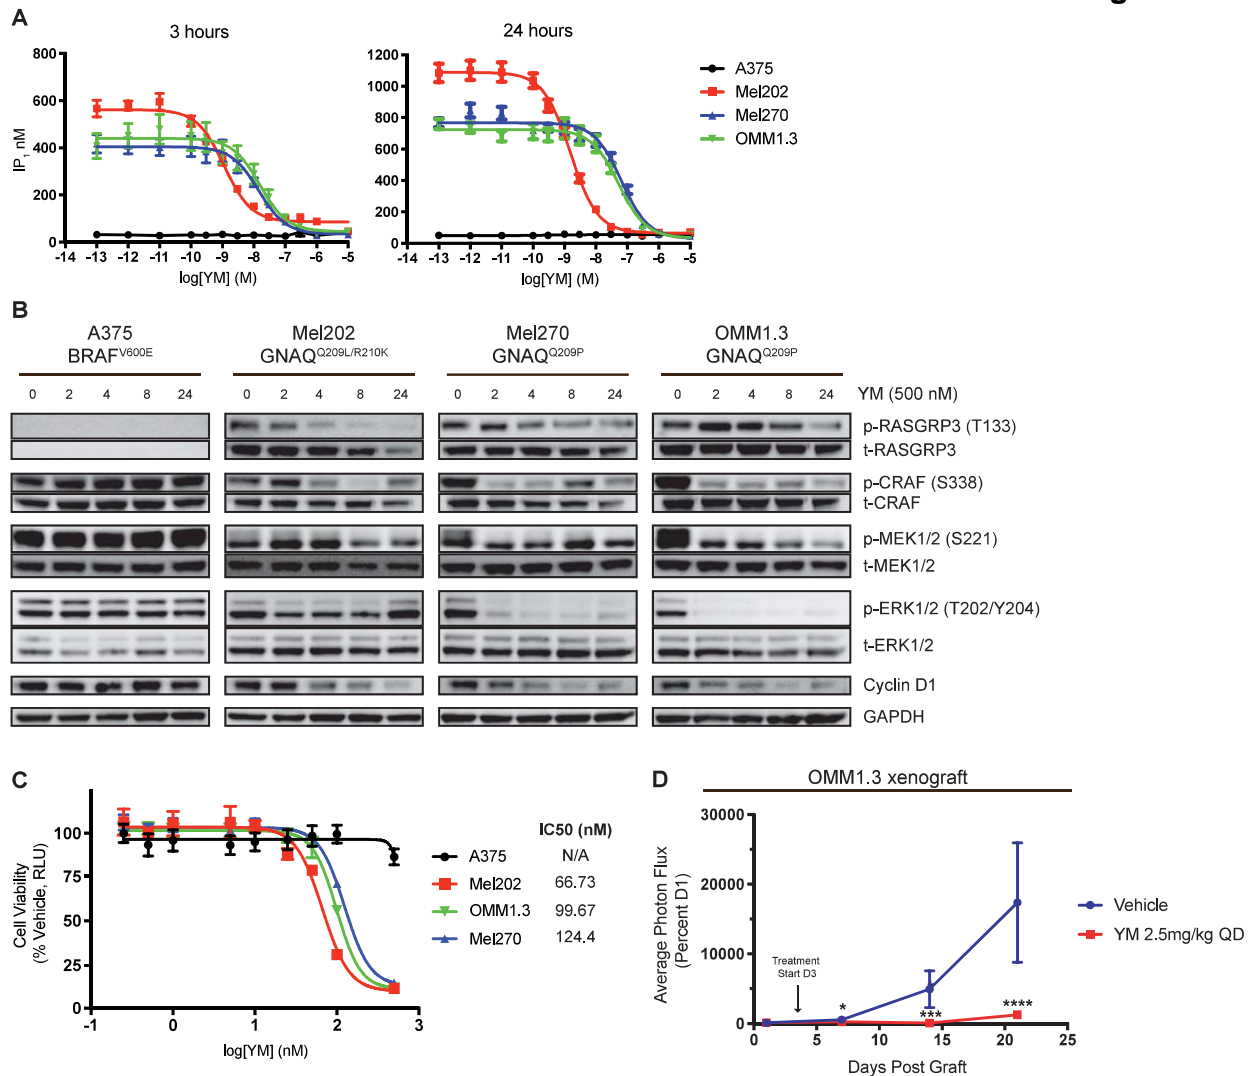 g
A
3 hours
24 hours
800
600
400
200
0
IP1 nM
-14 -13 -12 -11 -10 -9 -8 -7 -6 -5
log[YM] (M)
1200
1000
800
600
400
200
0
-14 -13 -12 -11 -10 -9 -8 -7 -6 -5
log[YM] (M)
A375
Mel202
Mel270
OMM1.3
B
A375
BRAFV600E
Mel202
GNAQQ209L/R210K
Mel270
GNAQQ209P
OMM1.3
GNAQQ209P
0 2 4 8 24
0 2 4 8 24
0 2 4 8 24
0 2 4 8 24
YM (500 nM)
p-RASGRP3 (T133)
t-RASGRP3
p-CRAF (S338)
t-CRAF
p-MEK1/2 (S221)
t-MEK1/2
p-ERK1/2 (T202/Y204)
t-ERK1/2
Cyclin D1
GAPDH
C
Cell Viability
(% Vehicle, RLU)
100
75
50
25
0
-1 0 1 2 3
log[YM] (nM)
IC50 (nM)
A375 N/A
Mel202 66.73
OMM1.3 99.67
Mel270 124.4
D
OMM1.3 xenograft
Average Photon Flux
(Percent D1)
30000
20000
10000
0
Treatment
Start D3
*
***
****
0 5 10 15 20 25
Days Post Graft
Vehicle
YM 2.5mg/kg QD